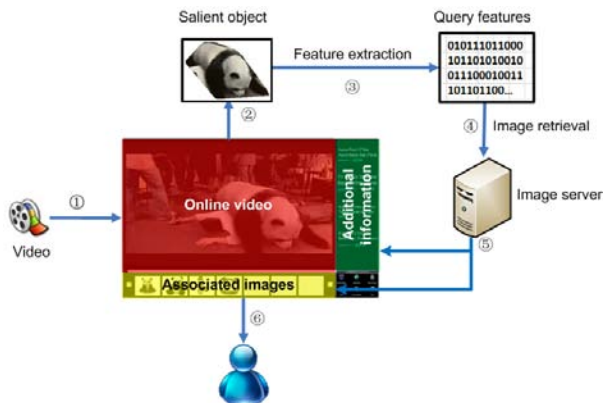 Salient object
Query features
Feature extraction
③
010111011000
101101010010
011100010011
101101100...
②
④
Image retrieval
①
Online video
Additional
information
Image server
Video
⑤
Associated images
⑥